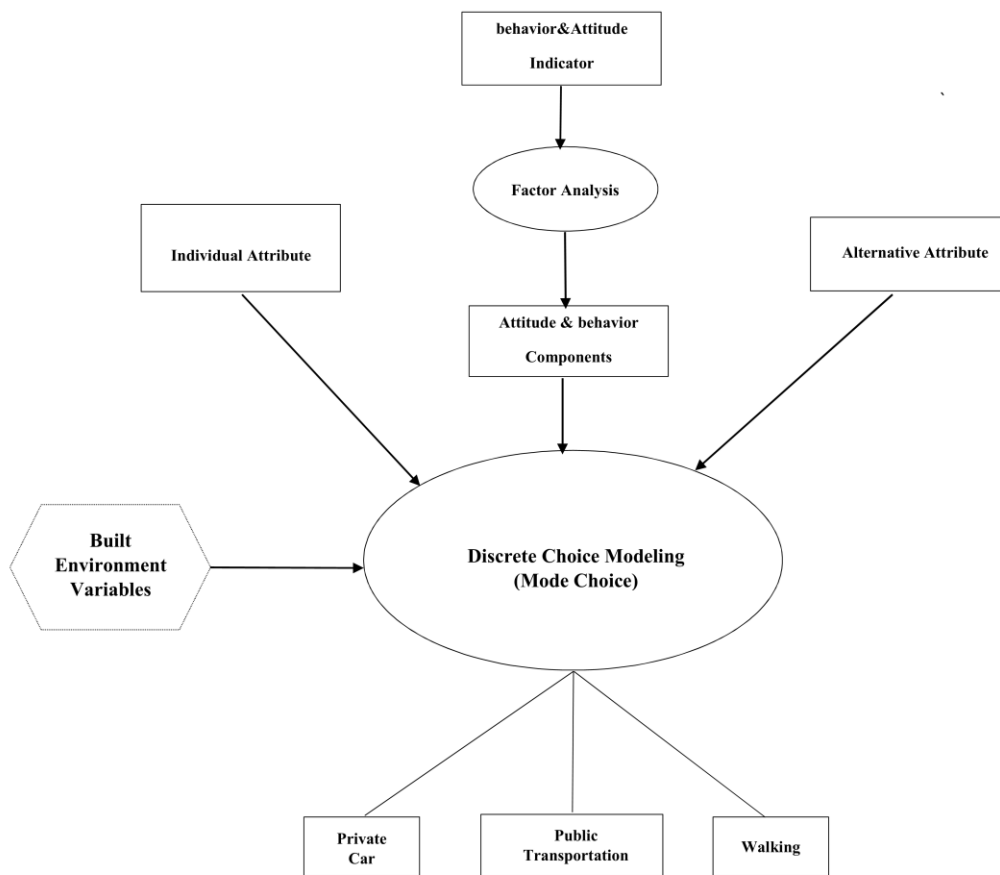 behavior&Attitude
Indicator
`
Factor Analysis
Individual Attribute
Alternative Attribute
Attitude & behavior
Components
Built
Environment
Variables
Discrete Choice Modeling
(Mode Choice)
Private
Car
Public
Transportation
Walking